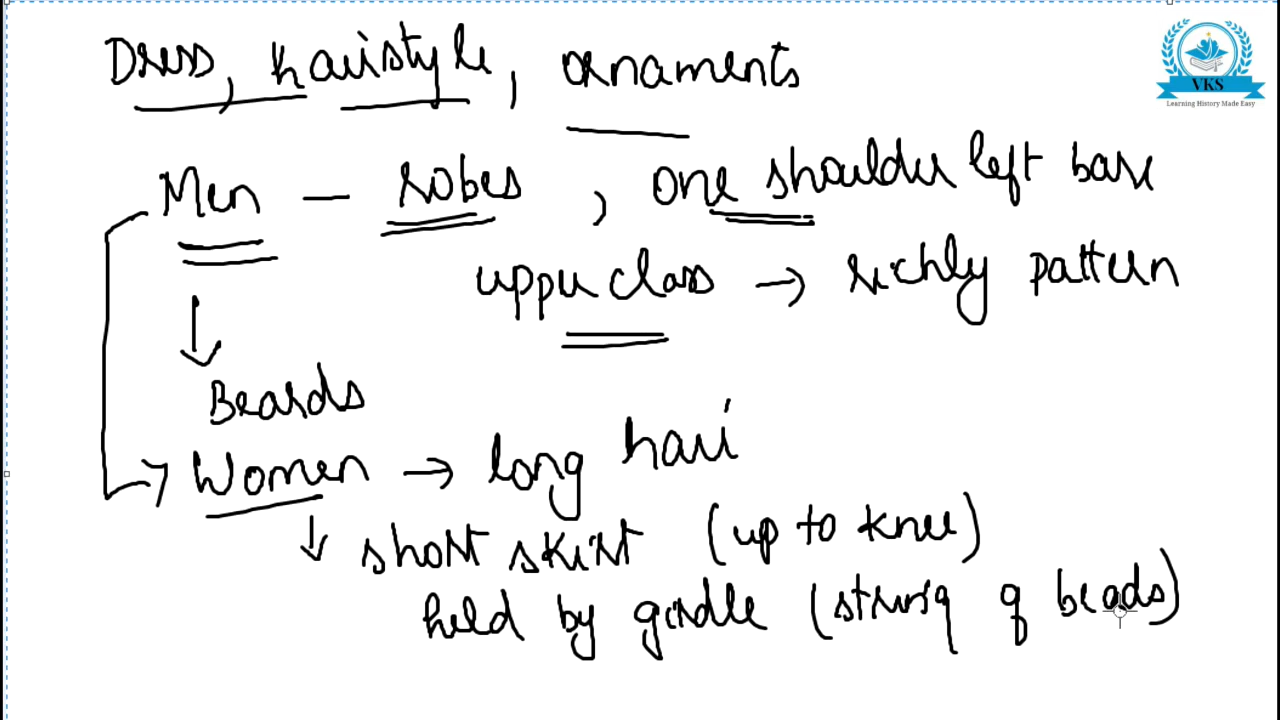 Dress, hairstyle, ornaments
VKS
Learning History Made Easy
Men — robes, one shoulder left bare
upper class → richly pattern
↓
Beards
→ Women → long hair
↓ short skirt (up to knee)
held by girdle (string of beads)